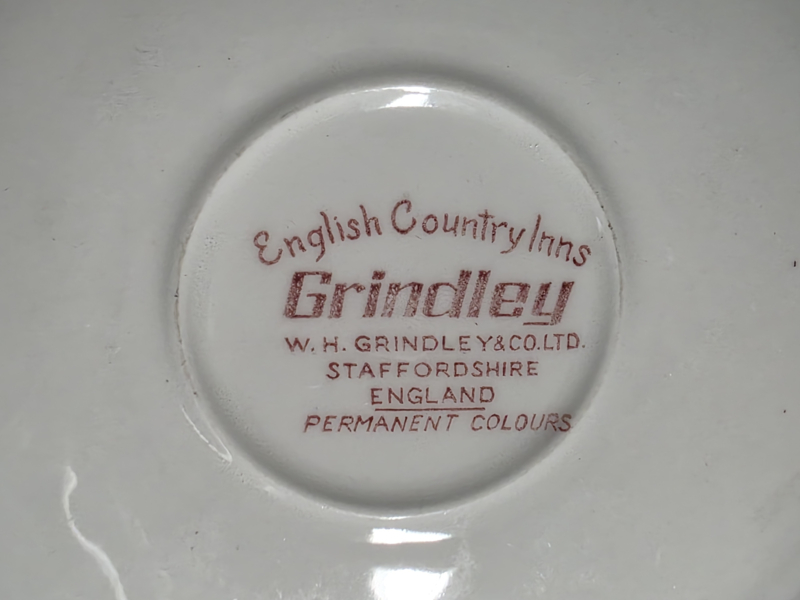 English Country Inns
Grindley
W. H. GRINDLEY & CO. LTD.
STAFFORDSHIRE
ENGLAND
PERMANENT COLOURS